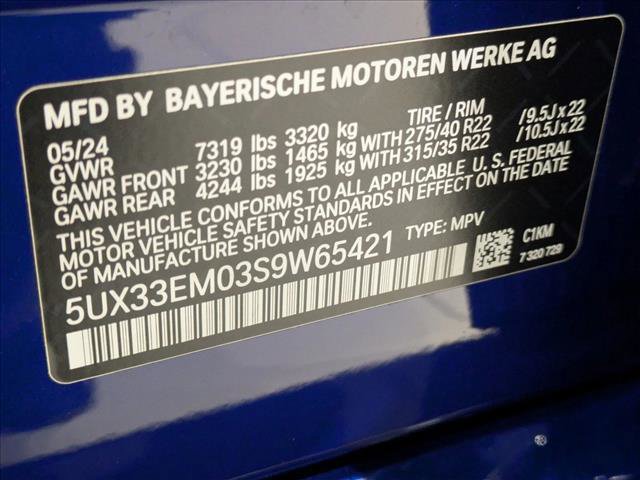 MFD BY BAYERISCHE MOTOREN WERKE AG
05/24 TIRE / RIM
GVWR 7319 lbs 3320 kg
GAWR FRONT 3230 lbs 1465 kg WITH 275/40 R22 /9.5J x 22
GAWR REAR 4244 lbs 1925 kg WITH 315/35 R22 /10.5J x 22
THIS VEHICLE CONFORMS TO ALL APPLICABLE U. S. FEDERAL
MOTOR VEHICLE SAFETY STANDARDS IN EFFECT ON THE DATE
OF MANUFACTURE SHOWN ABOVE.
5UX33EM03S9W65421 TYPE: MPV
C1KM
7 320 729